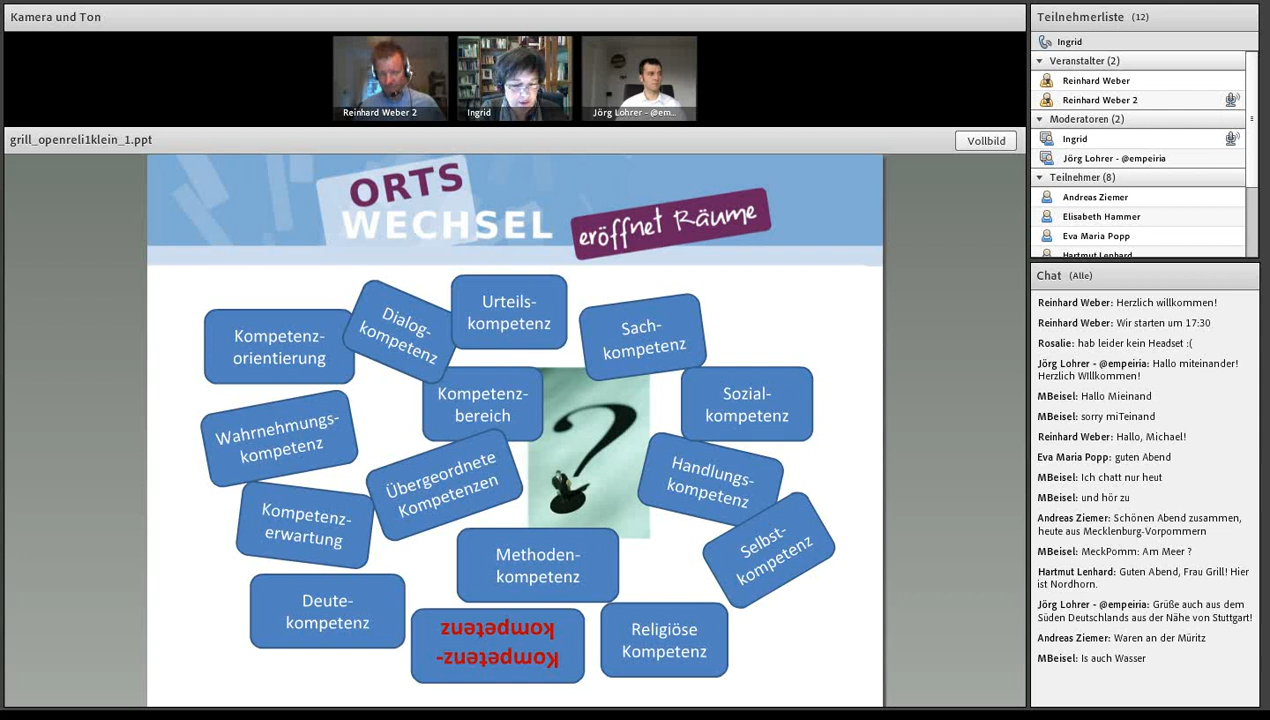 Kamera und Ton
Reinhard Weber 2
Ingrid
Jörg Lohrer - @em...
grill_openreli1klein_1.ppt
Vollbild
ORTS
WECHSEL
eröffnet Räume
Urteils-
kompetenz
Dialog-
kompetenz
Kompetenz-
orientierung
Sach-
kompetenz
Kompetenz-
bereich
Sozial-
kompetenz
Wahrnehmungs-
kompetenz
Übergeordnete
Kompetenzen
Handlungs-
kompetenz
Kompetenz-
erwartung
Selbst-
kompetenz
Methoden-
kompetenz
Deute-
kompetenz
Kompetenz-
kompetenz
Religiöse
Kompetenz
?
Teilnehmerliste (12)
Ingrid
Veranstalter (2)
Reinhard Weber
Reinhard Weber 2
Moderatoren (2)
Ingrid
Jörg Lohrer - @empeiria
Teilnehmer (8)
Andreas Ziemer
Elisabeth Hammer
Eva Maria Popp
Hartmut Lenhard
Chat (Alle)
Reinhard Weber: Herzlich willkommen!
Reinhard Weber: Wir starten um 17:30
Rosalie: hab leider kein Headset :(
Jörg Lohrer - @empeiria: Hallo miteinander!
Herzlich WIllkommen!
MBeisel: Hallo Mieinand
MBeisel: sorry miTeinand
Reinhard Weber: Hallo, Michael!
Eva Maria Popp: guten Abend
MBeisel: Ich chatt nur heut
MBeisel: und hör zu
Andreas Ziemer: Schönen Abend zusammen,
heute aus Mecklenburg-Vorpommern
MBeisel: MeckPomm: Am Meer ?
Hartmut Lenhard: Guten Abend, Frau Grill! Hier
ist Nordhorn.
Jörg Lohrer - @empeiria: Grüße auch aus dem
Süden Deutschlands aus der Nähe von Stuttgart!
Andreas Ziemer: Waren an der Müritz
MBeisel: Is auch Wasser